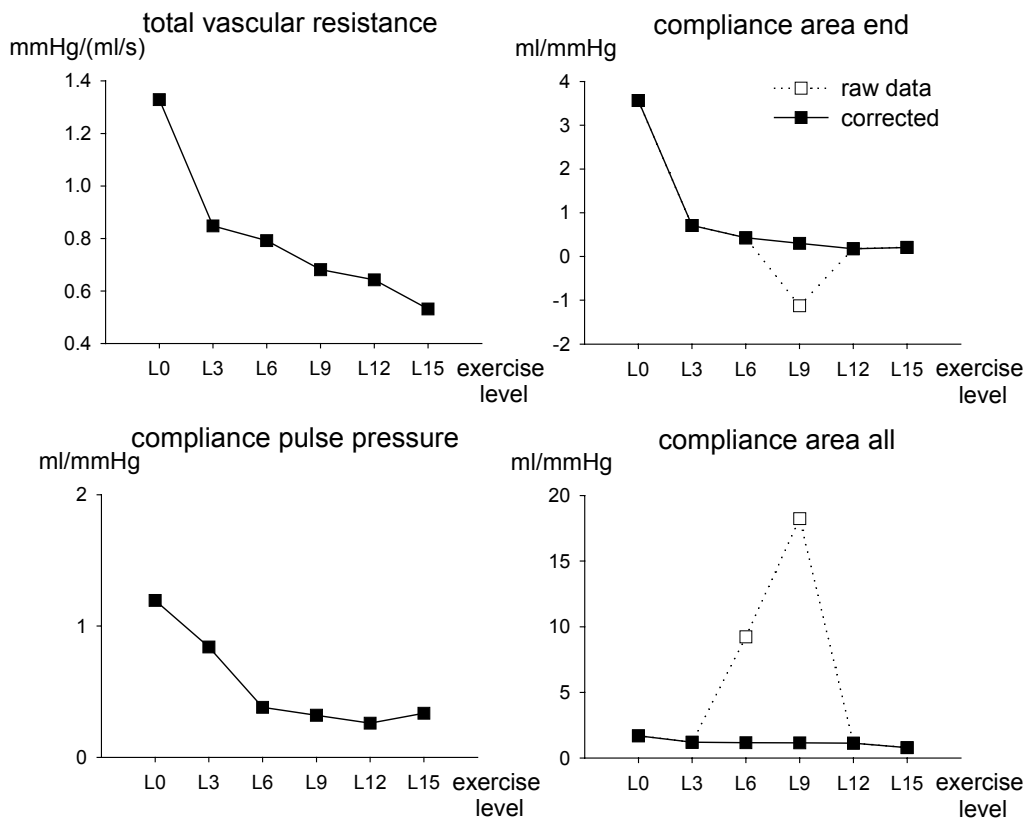 total vascular resistance
mmHg/(ml/s)
1.4
1.2
1.0
0.8
0.6
0.4
L0 L3 L6 L9 L12 L15 exercise
level
compliance area end
ml/mmHg
raw data
corrected
4
3
2
1
0
-1
-2
L0 L3 L6 L9 L12 L15 exercise
level
compliance pulse pressure
ml/mmHg
2
1
0
L0 L3 L6 L9 L12 L15 exercise
level
compliance area all
ml/mmHg
20
15
10
5
0
L0 L3 L6 L9 L12 L15 exercise
level